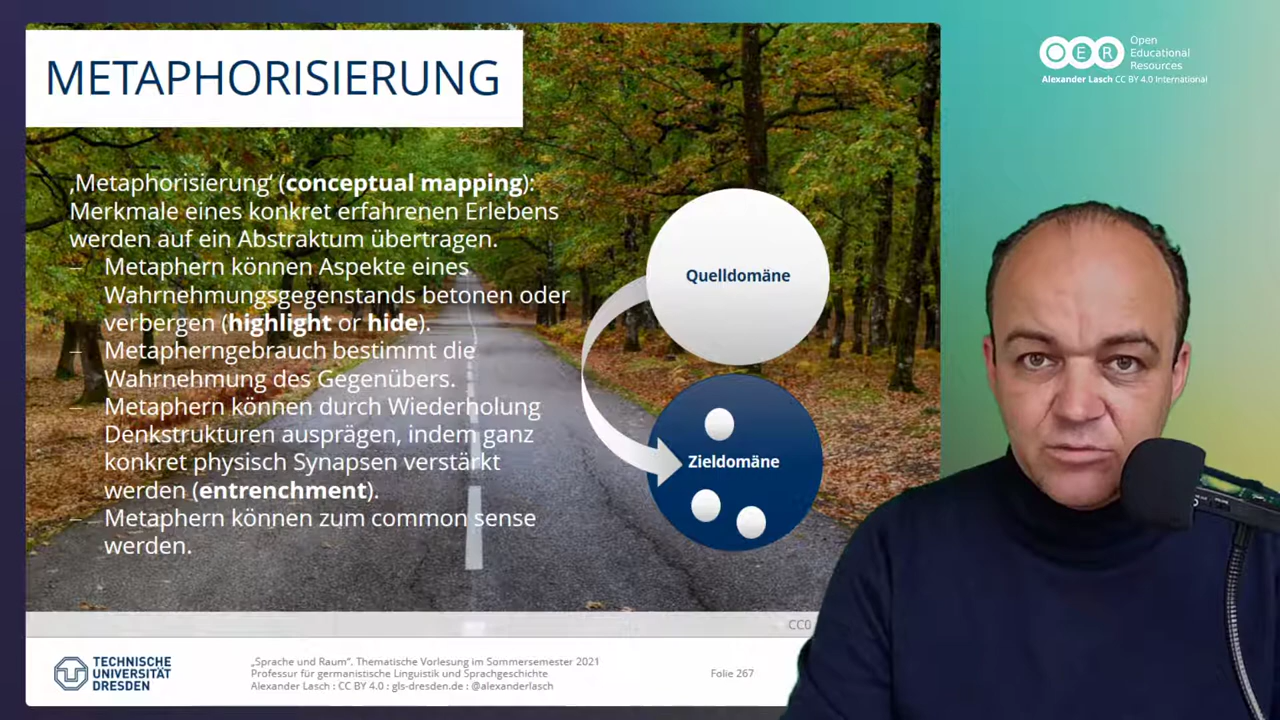 METAPHORISIERUNG
‚Metaphorisierung‘ (conceptual mapping):
Merkmale eines konkret erfahrenen Erlebens
werden auf ein Abstraktum übertragen.
– Metaphern können Aspekte eines
Wahrnehmungsgegenstands betonen oder
verbergen (highlight or hide).
– Metapherngebrauch bestimmt die
Wahrnehmung des Gegenübers.
– Metaphern können durch Wiederholung
Denkstrukturen ausprägen, indem ganz
konkret physisch Synapsen verstärkt
werden (entrenchment).
– Metaphern können zum common sense
werden.
Quelldomäne
Zieldomäne
CC0
TECHNISCHE
UNIVERSITÄT
DRESDEN
„Sprache und Raum“. Thematische Vorlesung im Sommersemester 2021
Professur für germanistische Linguistik und Sprachgeschichte
Alexander Lasch : CC BY 4.0 : gls-dresden.de : @alexanderlasch
Folie 267
OER
Open
Educational
Resources
Alexander Lasch CC BY 4.0 International